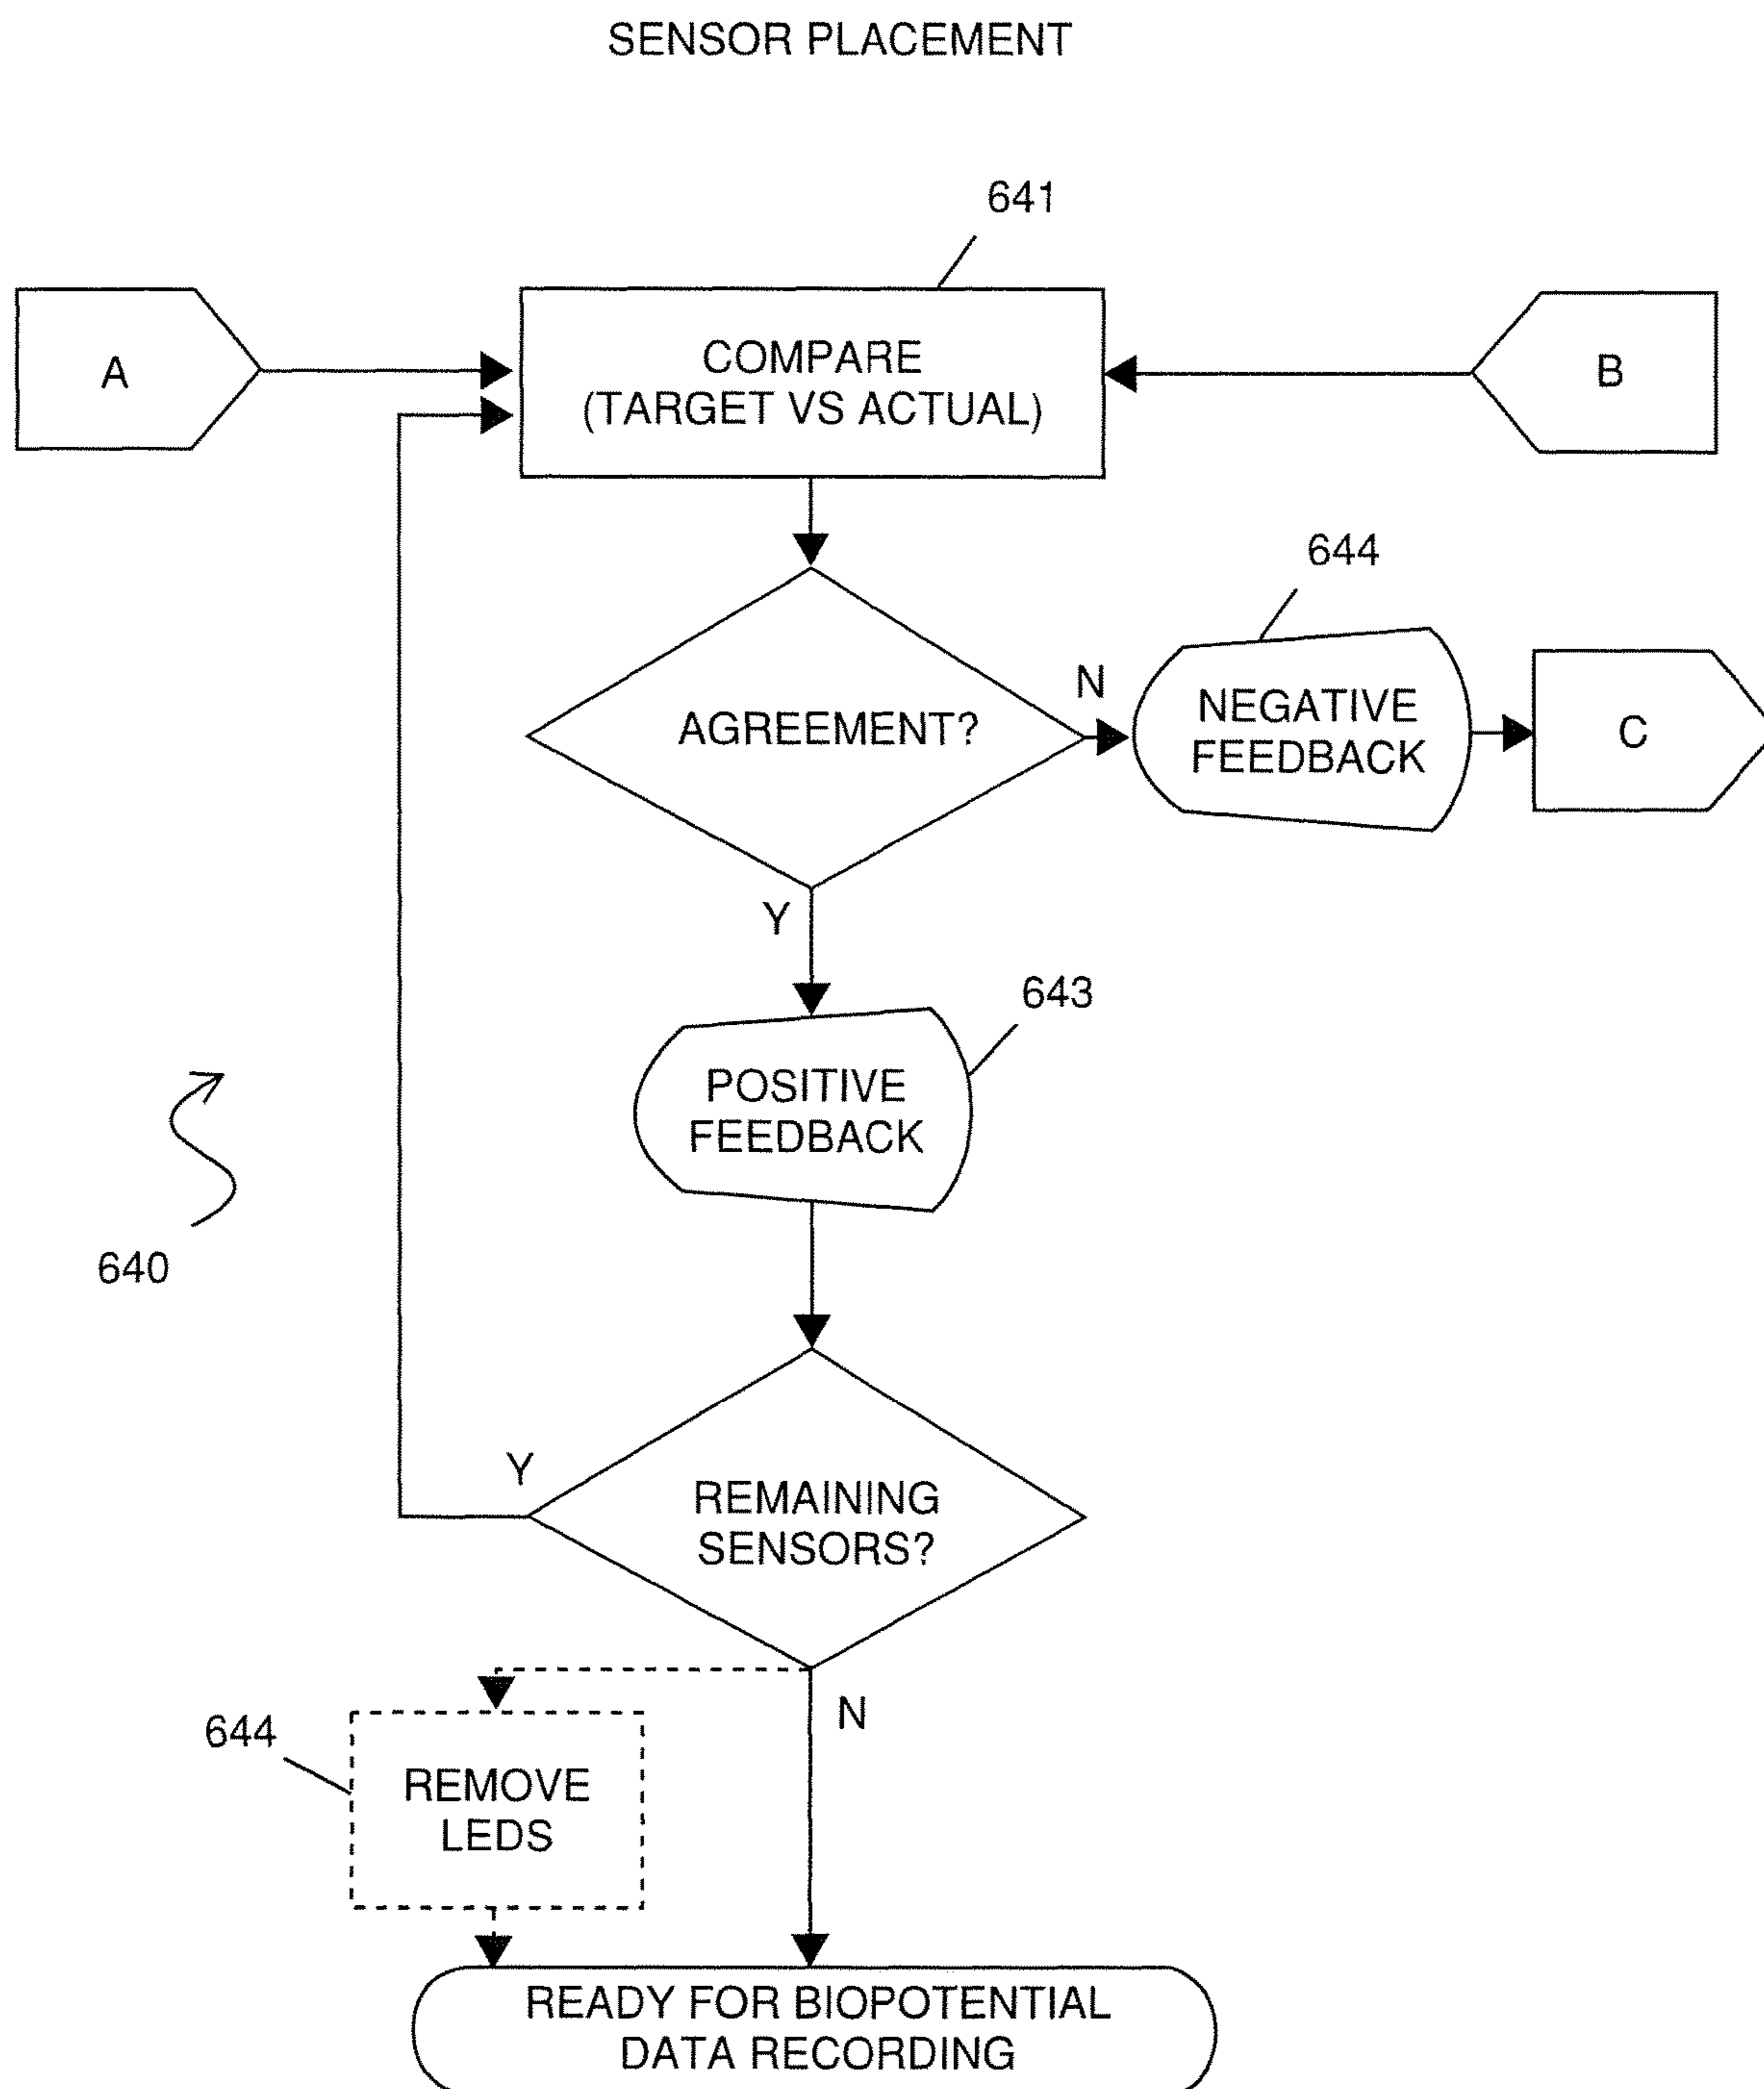 SENSOR PLACEMENT
641
A
COMPARE
(TARGET VS ACTUAL)
B
644
N
NEGATIVE
FEEDBACK
C
AGREEMENT?
Y
643
POSITIVE
FEEDBACK
640
Y
REMAINING
SENSORS?
N
644
REMOVE
LEDS
READY FOR BIOPOTENTIAL
DATA RECORDING